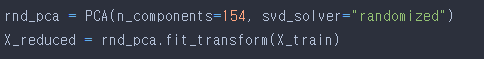 rnd_pca = PCA(n_components=154, svd_solver="randomized")
X_reduced = rnd_pca.fit_transform(X_train)